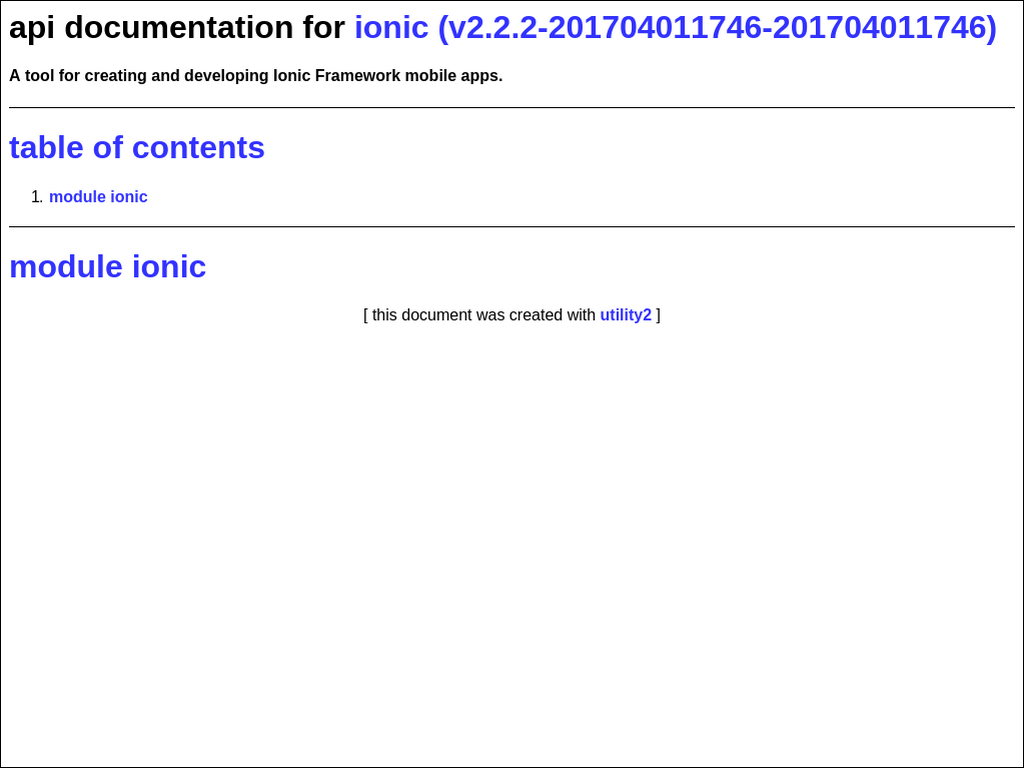 api documentation for ionic (v2.2.2-201704011746-201704011746)
A tool for creating and developing Ionic Framework mobile apps.
table of contents
1. module ionic
module ionic
[ this document was created with utility2 ]